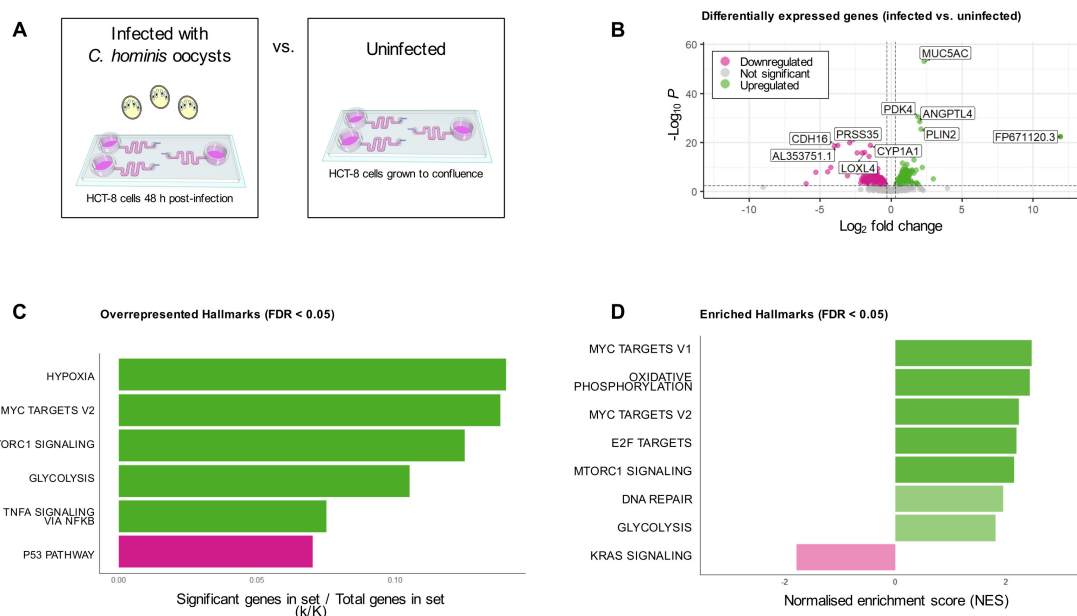 A
Infected with
C. hominis oocysts
HCT-8 cells 48 h post-infection
vs.
Uninfected
HCT-8 cells grown to confluence
B
Differentially expressed genes (infected vs. uninfected)
-Log10 P
60
40
20
0
Downregulated
Not significant
Upregulated
MUC5AC
PDK4
ANGPTL4
PLIN2
FP671120.3
CDH16
PRSS35
AL353751.1
CYP1A1
LOXL4
-10
-5
0
5
10
Log2 fold change
C
Overrepresented Hallmarks (FDR < 0.05)
HYPOXIA
MYC TARGETS V2
TORC1 SIGNALING
GLYCOLYSIS
TNFA SIGNALING
VIA NFKB
P53 PATHWAY
0.00
0.05
0.10
Significant genes in set / Total genes in set
(k/K)
D
Enriched Hallmarks (FDR < 0.05)
MYC TARGETS V1
OXIDATIVE
PHOSPHORYLATION
MYC TARGETS V2
E2F TARGETS
MTORC1 SIGNALING
DNA REPAIR
GLYCOLYSIS
KRAS SIGNALING
-2
0
2
Normalised enrichment score (NES)